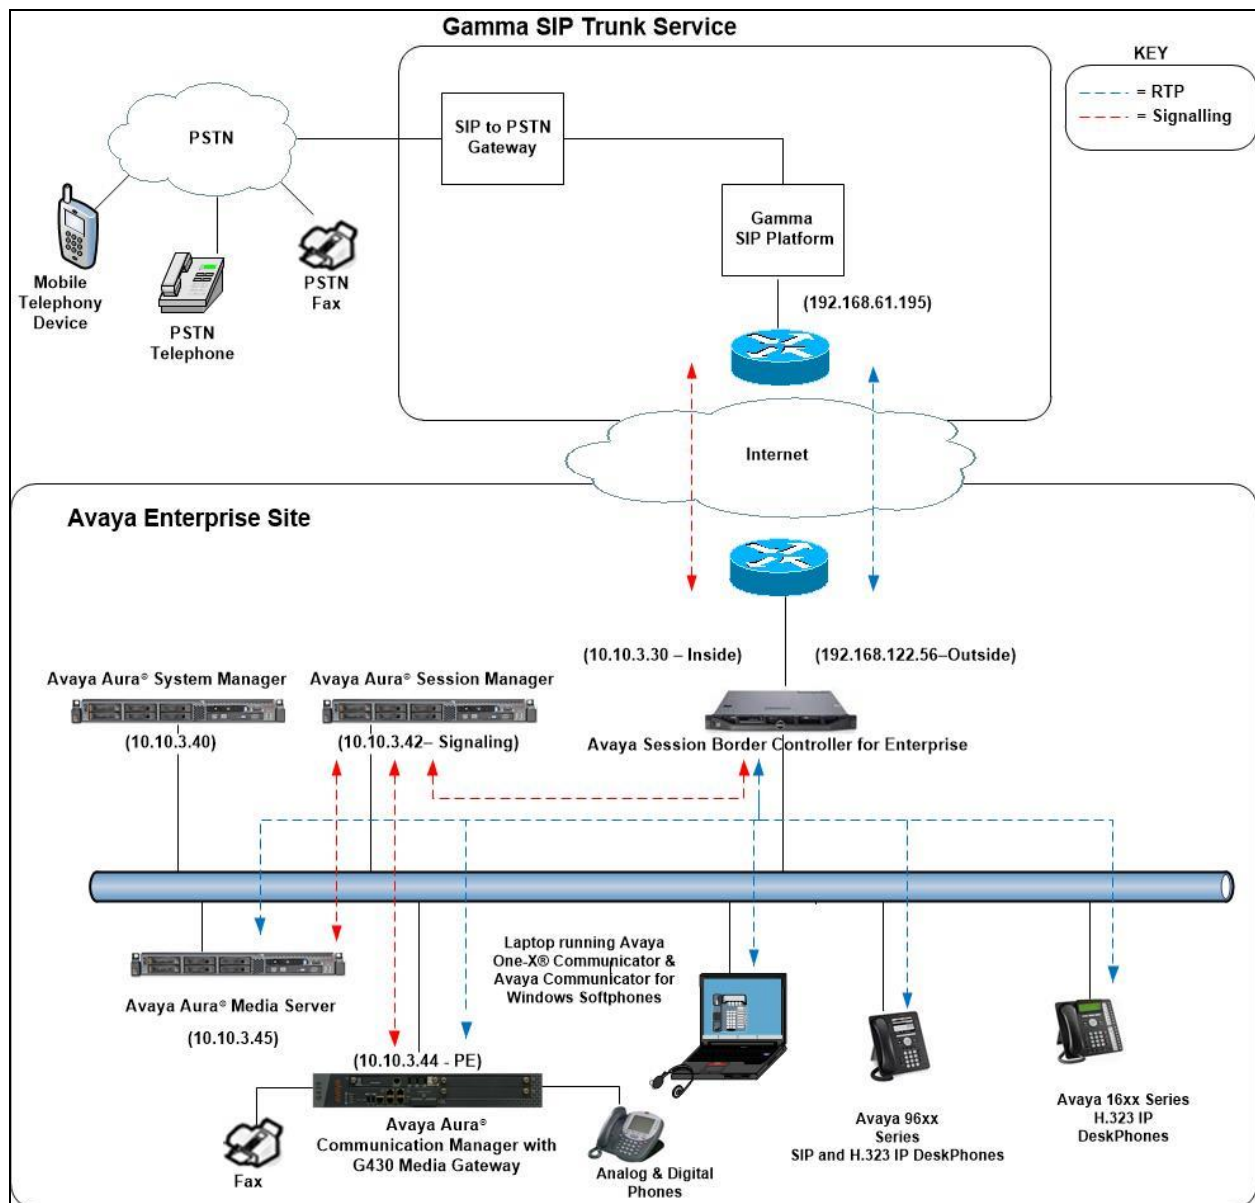 Gamma SIP Trunk Service
KEY
= RTP
= Signalling
SIP to PSTN
Gateway
PSTN
Gamma
SIP Platform
Mobile
Telephony
Device
PSTN
Telephone
PSTN
Fax
(192.168.61.195)
Internet
Avaya Enterprise Site
(10.10.3.30 – Inside)
(192.168.122.56–Outside)
Avaya Aura® System Manager
Avaya Aura® Session Manager
(10.10.3.40)
(10.10.3.42– Signaling)
Avaya Session Border Controller for Enterprise
Laptop running Avaya
One-X® Communicator &
Avaya Communicator for
Windows Softphones
Avaya Aura® Media Server
(10.10.3.45)
(10.10.3.44 - PE)
Avaya Aura®
Communication Manager with
G430 Media Gateway
Fax
Analog & Digital
Phones
Avaya 96xx
Series
SIP and H.323 IP DeskPhones
Avaya 16xx Series
H.323 IP
DeskPhones